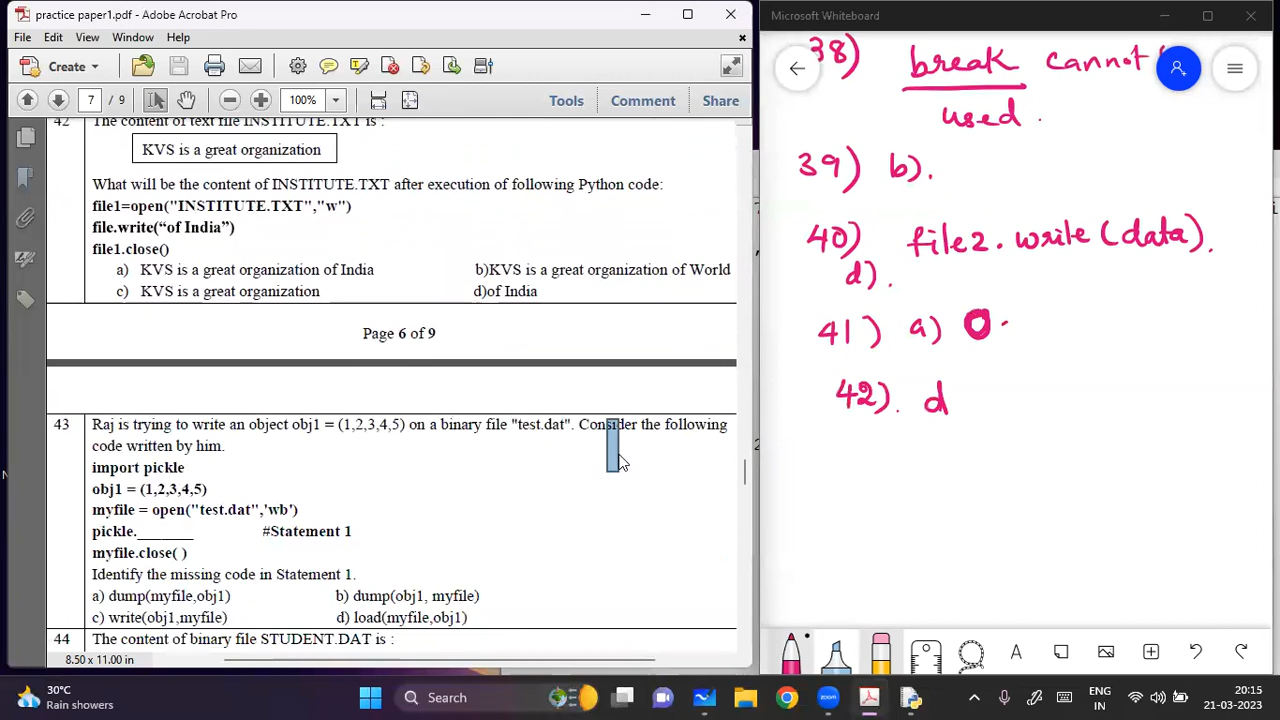 practice paper1.pdf - Adobe Acrobat Pro
File Edit View Window Help
Create
7 / 9
100%
Tools Comment Share
42 The content of text file INSTITUTE.TXT is :
KVS is a great organization
What will be the content of INSTITUTE.TXT after execution of following Python code:
file1=open("INSTITUTE.TXT","w")
file.write(“of India”)
file1.close()
a) KVS is a great organization of India b)KVS is a great organization of World
c) KVS is a great organization d)of India
Page 6 of 9
43 Raj is trying to write an object obj1 = (1,2,3,4,5) on a binary file "test.dat". Consider the following
code written by him.
import pickle
obj1 = (1,2,3,4,5)
myfile = open("test.dat",'wb')
pickle._______ #Statement 1
myfile.close( )
Identify the missing code in Statement 1.
a) dump(myfile,obj1) b) dump(obj1, myfile)
c) write(obj1,myfile) d) load(myfile,obj1)
44 The content of binary file STUDENT.DAT is :
8.50 x 11.00 in
Microsoft Whiteboard
38) break cannot
used.
39) b).
40) file2.write(data).
d).
41) a) 0.
42). d
30°C
Rain showers
Search
zoom
ENG
IN
20:15
21-03-2023